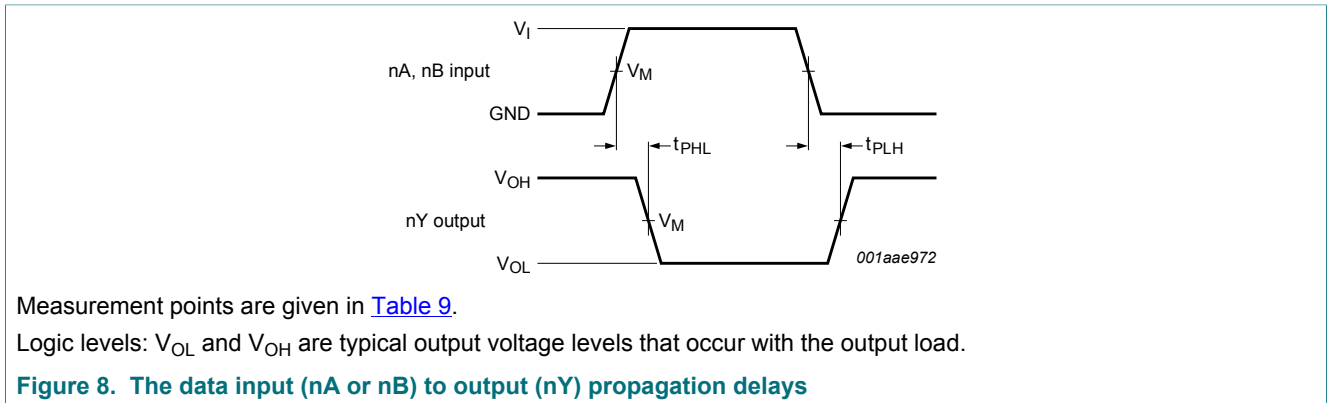 V_I
nA, nB input
V_M
GND
t_PHL
t_PLH
V_OH
nY output
V_M
V_OL
001aae972
Measurement points are given in Table 9.
Logic levels: V_OL and V_OH are typical output voltage levels that occur with the output load.
Figure 8. The data input (nA or nB) to output (nY) propagation delays